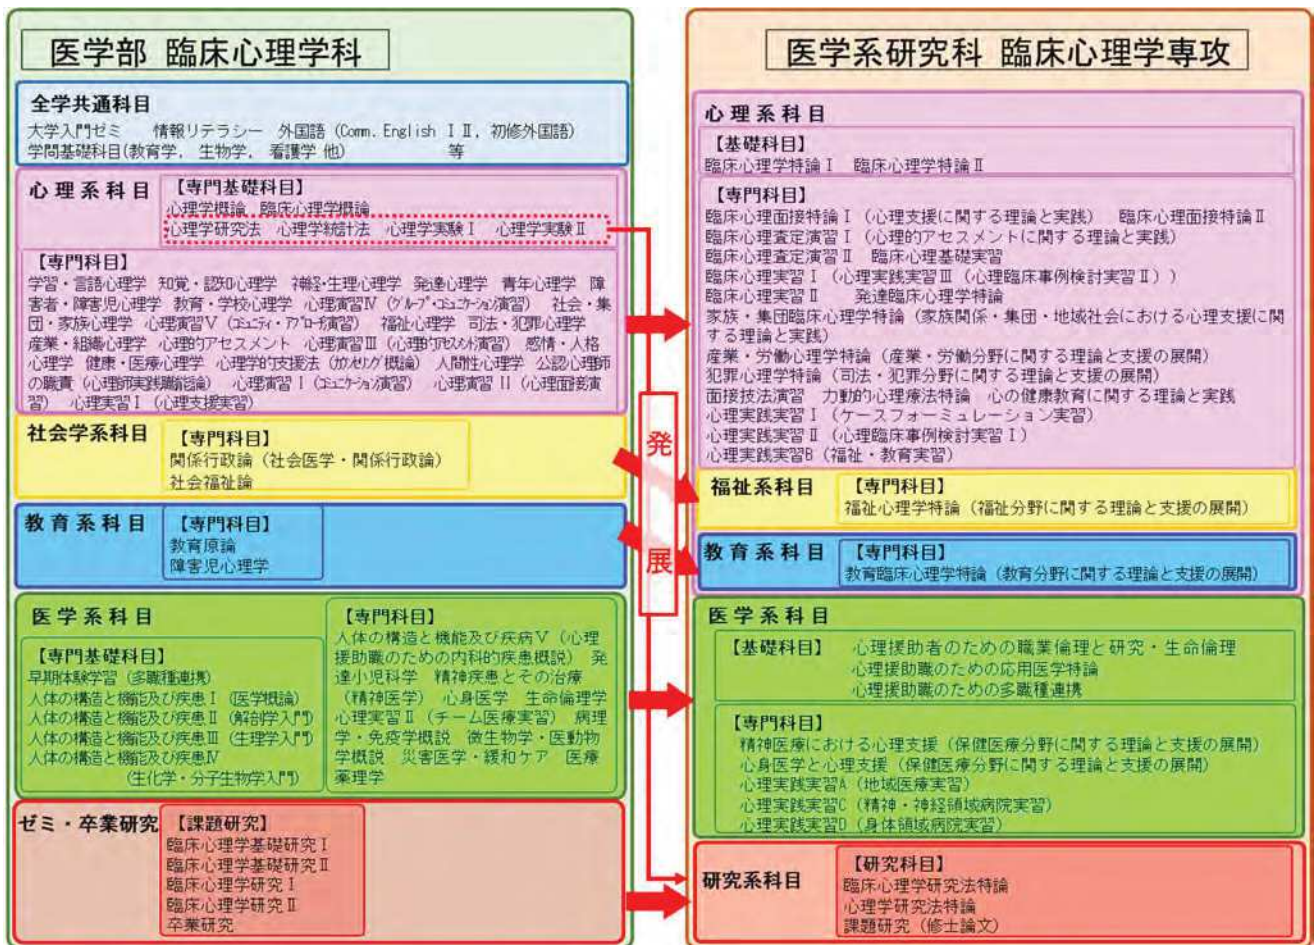 医学部 臨床心理学科
全学共通科目
大学入門ゼミ 情報リテラシー 外国語 (Comm. English Ⅰ Ⅱ, 初修外国語)
学問基礎科目(教育学, 生物学, 看護学 他) 等
心理系科目
【専門基礎科目】
心理学概論 臨床心理学概論
心理学研究法 心理学統計法 心理学実験Ⅰ 心理学実験Ⅱ
【専門科目】
学習・言語心理学 知覚・認知心理学 神経・生理心理学 発達心理学 青年心理学 障
害者・障害児心理学 教育・学校心理学 心理演習Ⅳ (グループ・コミュニケーション演習) 社会・集
団・家族心理学 心理演習Ⅴ (コミュニティ・アプローチ演習) 福祉心理学 司法・犯罪心理学
産業・組織心理学 心理的アセスメント 心理演習Ⅲ (心理的アセスメント演習) 感情・人格
心理学 健康・医療心理学 心理学的支援法 (カウンセリング概論) 人間性心理学 公認心理師
の職責 (心理師実践職能論) 心理演習Ⅰ (コミュニケーション演習) 心理演習 II (心理面接演
習) 心理実習Ⅰ (心理支援実習)
社会学系科目
【専門科目】
関係行政論 (社会医学・関係行政論)
社会福祉論
教育系科目
【専門科目】
教育原論
障害児心理学
医学系科目
【専門基礎科目】
早期体験学習 (多職種連携)
人体の構造と機能及び疾患Ⅰ (医学概論)
人体の構造と機能及び疾患Ⅱ (解剖学入門)
人体の構造と機能及び疾患Ⅲ (生理学入門)
人体の構造と機能及び疾患Ⅳ
(生化学・分子生物学入門)
【専門科目】
人体の構造と機能及び疾病Ⅴ (心理
援助職のための内科的疾患概説) 発
達小児科学 精神疾患とその治療
(精神医学) 心身医学 生命倫理学
心理実習Ⅱ (チーム医療実習) 病理
学・免疫学概説 微生物学・医動物
学概説 災害医学・緩和ケア 医療
薬理学
ゼミ・卒業研究
【課題研究】
臨床心理学基礎研究Ⅰ
臨床心理学基礎研究Ⅱ
臨床心理学研究Ⅰ
臨床心理学研究Ⅱ
卒業研究
発
展
医学系研究科 臨床心理学専攻
心理系科目
【基礎科目】
臨床心理学特論Ⅰ 臨床心理学特論Ⅱ
【専門科目】
臨床心理面接特論Ⅰ (心理支援に関する理論と実践) 臨床心理面接特論Ⅱ
臨床心理査定演習Ⅰ (心理的アセスメントに関する理論と実践)
臨床心理査定演習Ⅱ 臨床心理基礎実習
臨床心理実習Ⅰ (心理実践実習Ⅲ (心理臨床事例検討実習Ⅱ))
臨床心理実習Ⅱ 発達臨床心理学特論
家族・集団臨床心理学特論 (家族関係・集団・地域社会における心理支援に関
する理論と実践)
産業・労働心理学特論 (産業・労働分野に関する理論と支援の展開)
犯罪心理学特論 (司法・犯罪分野に関する理論と支援の展開)
面接技法演習 力動的心理療法特論 心の健康教育に関する理論と実践
心理実践実習Ⅰ (ケースフォーミュレーション実習)
心理実践実習Ⅱ (心理臨床事例検討実習Ⅰ)
心理実践実習B (福祉・教育実習)
福祉系科目
【専門科目】
福祉心理学特論 (福祉分野に関する理論と支援の展開)
教育系科目
【専門科目】
教育臨床心理学特論 (教育分野に関する理論と支援の展開)
医学系科目
【基礎科目】 心理援助者のための職業倫理と研究・生命倫理
心理援助職のための応用医学特論
心理援助職のための多職種連携
【専門科目】
精神医療における心理支援 (保健医療分野に関する理論と支援の展開)
心身医学と心理支援 (保健医療分野に関する理論と支援の展開)
心理実践実習A (地域医療実習)
心理実践実習C (精神・神経領域病院実習)
心理実践実習D (身体領域病院実習)
研究系科目
【研究科目】
臨床心理学研究法特論
心理学研究法特論
課題研究 (修士論文)